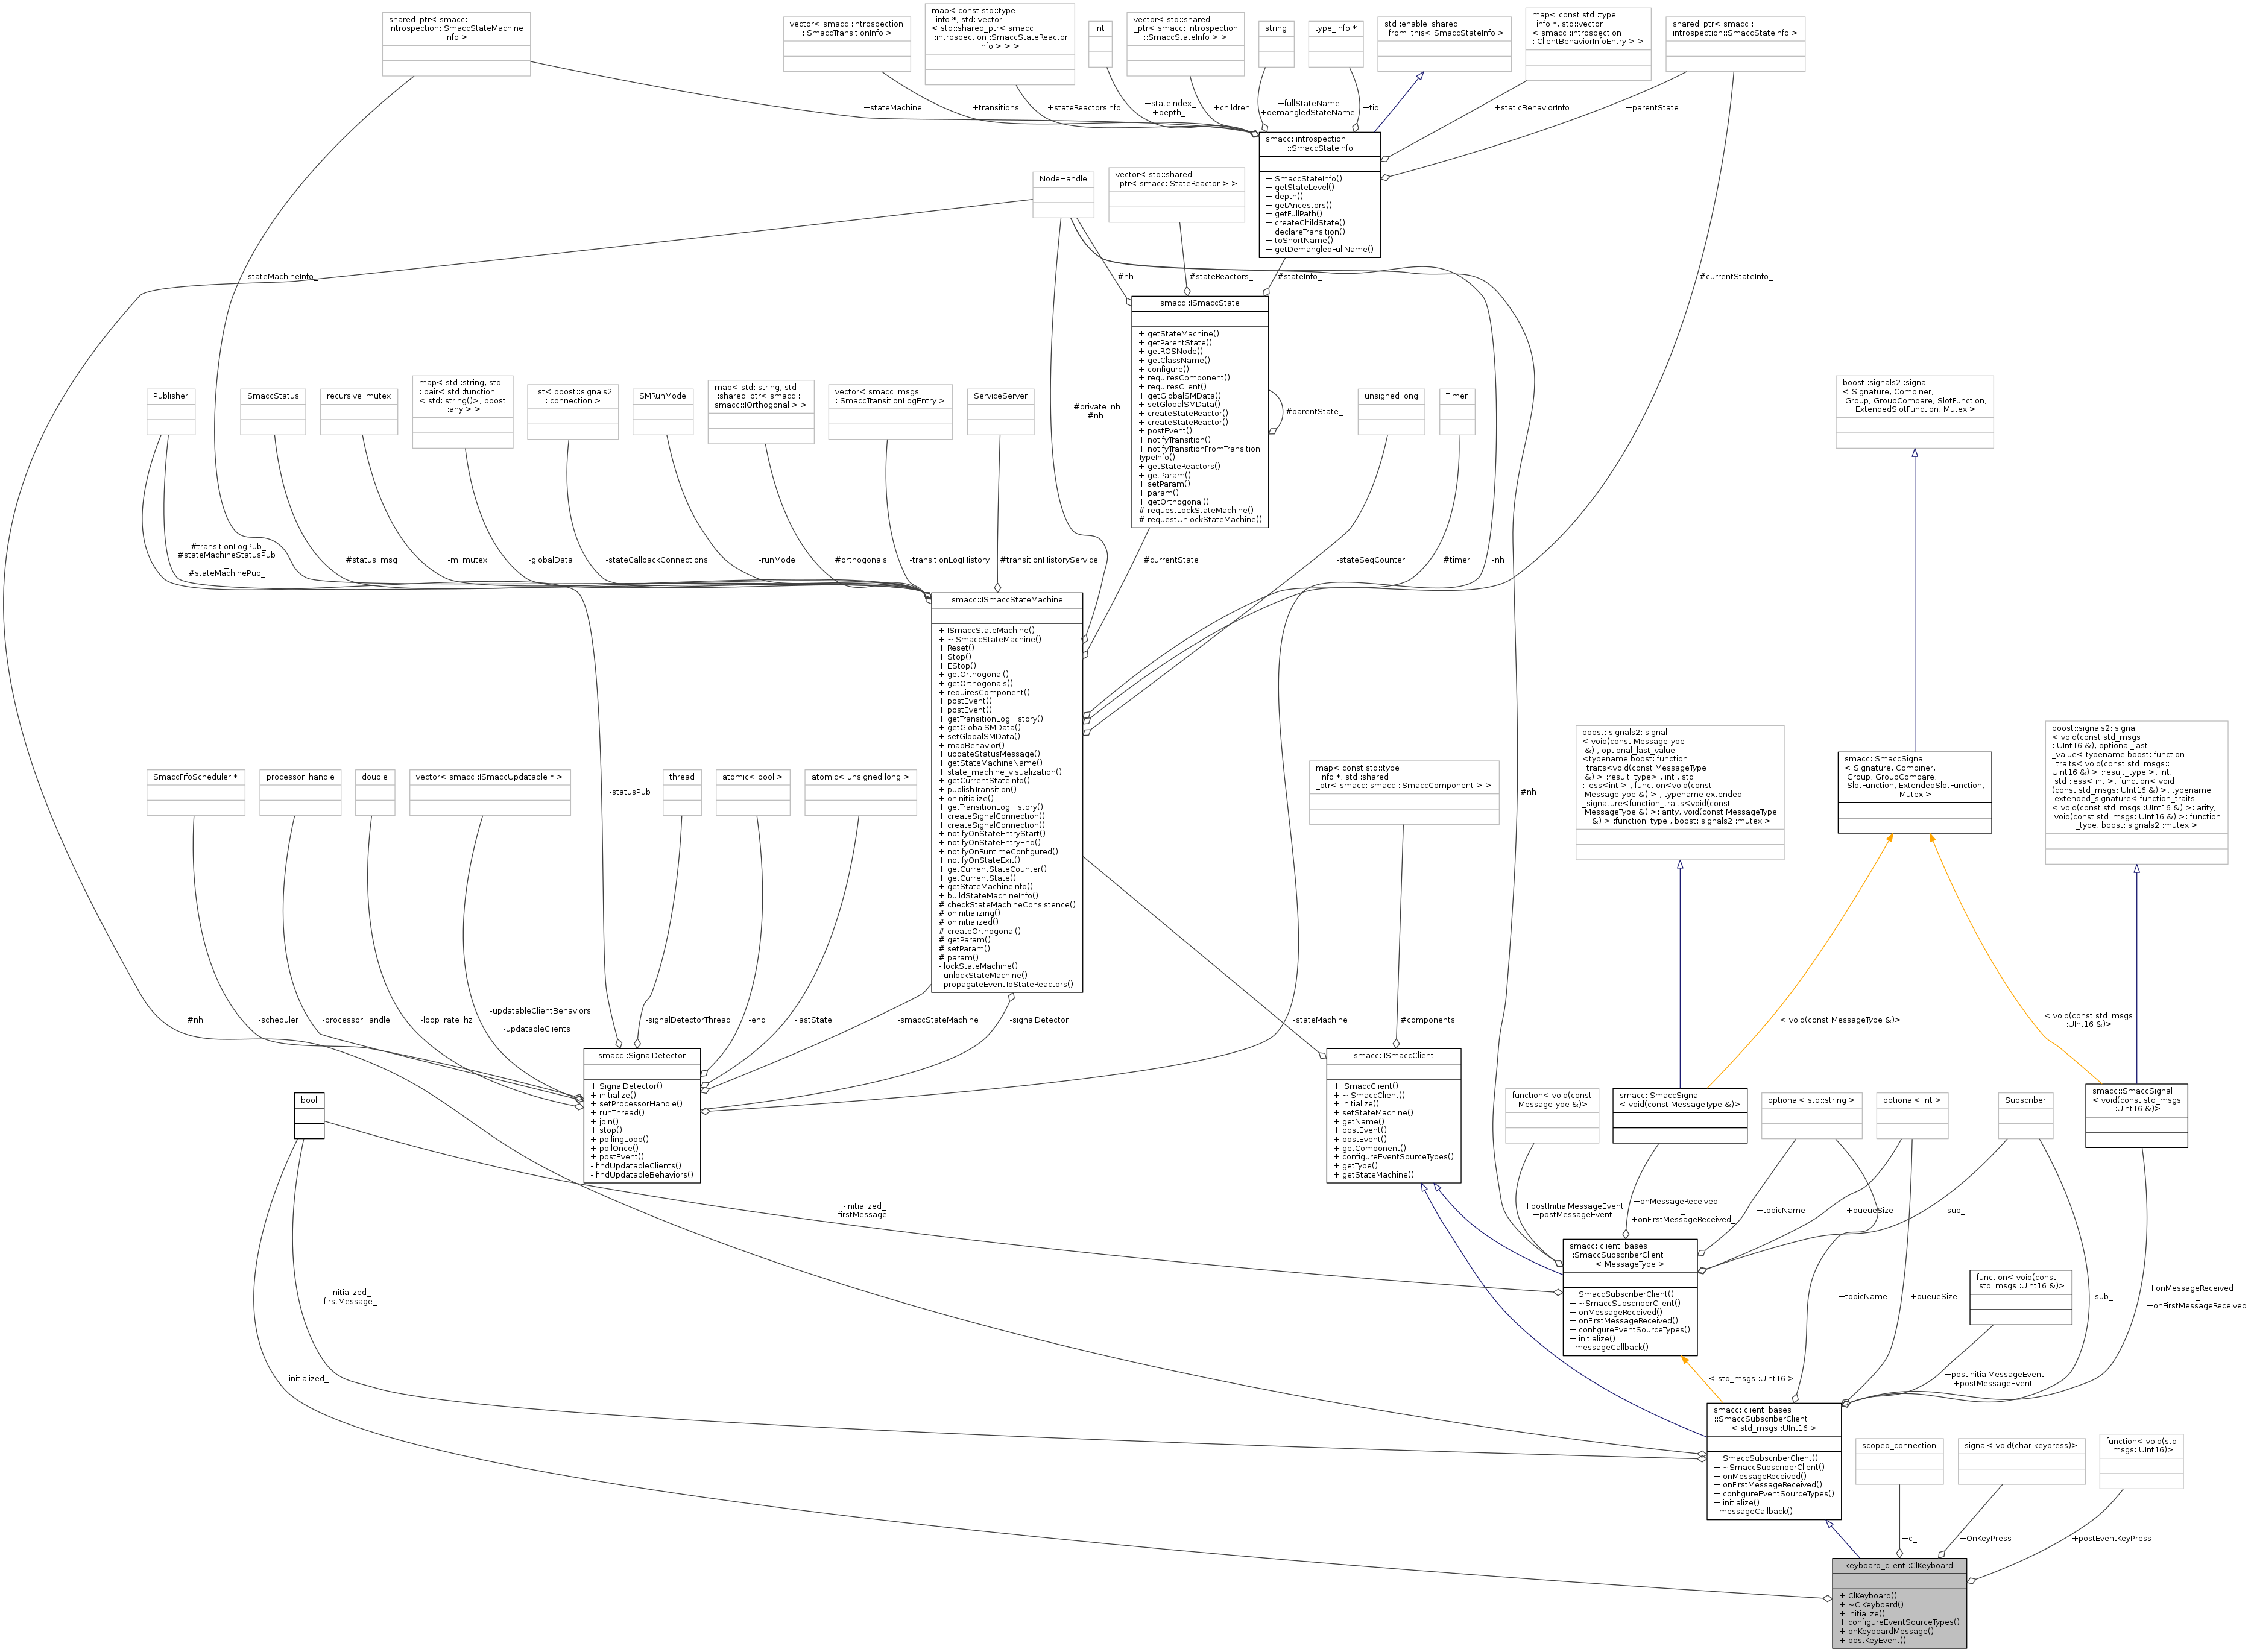 shared_ptr< smacc::
introspection::SmaccStateMachine
Info >
vector< smacc::introspection
::SmaccTransitionInfo >
map< const std::type
_info *, std::vector
< std::shared_ptr< smacc
::introspection::SmaccStateReactor
Info > > >
int
vector< std::shared
_ptr< smacc::introspection
::SmaccStateInfo > >
string
type_info *
std::enable_shared
_from_this< SmaccStateInfo >
map< const std::type
_info *, std::vector
< smacc::introspection
::ClientBehaviorInfoEntry > >
shared_ptr< smacc::
introspection::SmaccStateInfo >
+stateMachine_
+transitions_
+stateReactorsInfo
+stateIndex_
+depth_
+children_
+fullStateName
+demangledStateName
+tid_
+staticBehaviorInfo
+parentState_
smacc::introspection
::SmaccStateInfo
+ SmaccStateInfo()
+ getStateLevel()
+ depth()
+ getAncestors()
+ getFullPath()
+ createChildState()
+ declareTransition()
+ toShortName()
+ getDemangledFullName()
NodeHandle
vector< std::shared
_ptr< smacc::StateReactor > >
-stateMachineInfo_
#nh
#stateReactors_
#stateInfo_
#currentStateInfo_
smacc::ISmaccState
+ getStateMachine()
+ getParentState()
+ getROSNode()
+ getClassName()
+ configure()
+ requiresComponent()
+ requiresClient()
+ getGlobalSMData()
+ setGlobalSMData()
+ createStateReactor()
+ createStateReactor()
+ postEvent()
+ notifyTransition()
+ notifyTransitionFromTransition
TypeInfo()
+ getStateReactors()
+ getParam()
+ setParam()
+ param()
+ getOrthogonal()
# requestLockStateMachine()
# requestUnlockStateMachine()
#parentState_
#private_nh_
#nh_
Publisher
SmaccStatus
recursive_mutex
map< std::string, std
::pair< std::function
< std::string()>, boost
::any > >
list< boost::signals2
::connection >
SMRunMode
map< std::string, std
::shared_ptr< smacc::
smacc::IOrthogonal > >
vector< smacc_msgs
::SmaccTransitionLogEntry >
ServiceServer
unsigned long
Timer
boost::signals2::signal
< Signature, Combiner,
Group, GroupCompare, SlotFunction,
ExtendedSlotFunction, Mutex >
#transitionLogPub_
#stateMachineStatusPub
_
#stateMachinePub_
#status_msg_
-m_mutex_
-globalData_
-stateCallbackConnections
-runMode_
#orthogonals_
-transitionLogHistory_
#transitionHistoryService_
#currentState_
-stateSeqCounter_
#timer_
-nh_
smacc::ISmaccStateMachine
+ ISmaccStateMachine()
+ ~ISmaccStateMachine()
+ Reset()
+ Stop()
+ EStop()
+ getOrthogonal()
+ getOrthogonals()
+ requiresComponent()
+ postEvent()
+ postEvent()
+ getTransitionLogHistory()
+ getGlobalSMData()
+ setGlobalSMData()
+ mapBehavior()
+ updateStatusMessage()
+ getStateMachineName()
+ state_machine_visualization()
+ getCurrentStateInfo()
+ publishTransition()
+ onInitialize()
+ getTransitionLogHistory()
+ createSignalConnection()
+ createSignalConnection()
+ notifyOnStateEntryStart()
+ notifyOnStateEntryEnd()
+ notifyOnRuntimeConfigured()
+ notifyOnStateExit()
+ getCurrentStateCounter()
+ getCurrentState()
+ getStateMachineInfo()
+ buildStateMachineInfo()
# checkStateMachineConsistence()
# onInitializing()
# onInitialized()
# createOrthogonal()
# getParam()
# setParam()
# param()
- lockStateMachine()
- unlockStateMachine()
- propagateEventToStateReactors()
SmaccFifoScheduler *
processor_handle
double
vector< smacc::ISmaccUpdatable * >
-statusPub_
thread
atomic< bool >
atomic< unsigned long >
map< const std::type
_info *, std::shared
_ptr< smacc::smacc::ISmaccComponent > >
#nh_
boost::signals2::signal
< void(const MessageType
&) , optional_last_value
<typename boost::function
_traits<void(const MessageType
&) >::result_type> , int , std
::less<int > , function<void(const
MessageType &) > , typename extended
_signature<function_traits<void(const
MessageType &) >::arity, void(const MessageType
&) >::function_type , boost::signals2::mutex >
smacc::SmaccSignal
< Signature, Combiner,
Group, GroupCompare,
SlotFunction, ExtendedSlotFunction,
Mutex >
boost::signals2::signal
< void(const std_msgs
::UInt16 &), optional_last
_value< typename boost::function
_traits< void(const std_msgs::
UInt16 &) >::result_type >, int,
std::less< int >, function< void
(const std_msgs::UInt16 &) >, typename
extended_signature< function_traits
< void(const std_msgs::UInt16 &) >::arity,
void(const std_msgs::UInt16 &) >::function
_type, boost::signals2::mutex >
#nh_
-scheduler_
-processorHandle_
-loop_rate_hz
-updatableClientBehaviors
_
-updatableClients_
-signalDetectorThread_
-end_
-lastState_
-smaccStateMachine_
-signalDetector_
-stateMachine_
#components_
< void(const MessageType &)>
< void(const std_msgs
::UInt16 &)>
smacc::SignalDetector
+ SignalDetector()
+ initialize()
+ setProcessorHandle()
+ runThread()
+ join()
+ stop()
+ pollingLoop()
+ pollOnce()
+ postEvent()
- findUpdatableClients()
- findUpdatableBehaviors()
smacc::ISmaccClient
+ ISmaccClient()
+ ~ISmaccClient()
+ initialize()
+ setStateMachine()
+ getName()
+ postEvent()
+ postEvent()
+ getComponent()
+ configureEventSourceTypes()
+ getType()
+ getStateMachine()
bool
function< void(const
MessageType &)>
smacc::SmaccSignal
< void(const MessageType &)>
optional< std::string >
optional< int >
Subscriber
smacc::SmaccSignal
< void(const std_msgs
::UInt16 &)>
-initialized_
-firstMessage_
+postInitialMessageEvent
+postMessageEvent
+onMessageReceived
_
+onFirstMessageReceived_
+topicName
+queueSize
-sub_
smacc::client_bases
::SmaccSubscriberClient
< MessageType >
+ SmaccSubscriberClient()
+ ~SmaccSubscriberClient()
+ onMessageReceived()
+ onFirstMessageReceived()
+ configureEventSourceTypes()
+ initialize()
- messageCallback()
function< void(const
std_msgs::UInt16 &)>
-initialized_
-firstMessage_
+topicName
+queueSize
-sub_
+onMessageReceived
_
+onFirstMessageReceived_
-initialized_
< std_msgs::UInt16 >
+postInitialMessageEvent
+postMessageEvent
smacc::client_bases
::SmaccSubscriberClient
< std_msgs::UInt16 >
+ SmaccSubscriberClient()
+ ~SmaccSubscriberClient()
+ onMessageReceived()
+ onFirstMessageReceived()
+ configureEventSourceTypes()
+ initialize()
- messageCallback()
scoped_connection
signal< void(char keypress)>
function< void(std
_msgs::UInt16)>
+c_
+OnKeyPress
+postEventKeyPress
keyboard_client::ClKeyboard
+ ClKeyboard()
+ ~ClKeyboard()
+ initialize()
+ configureEventSourceTypes()
+ onKeyboardMessage()
+ postKeyEvent()